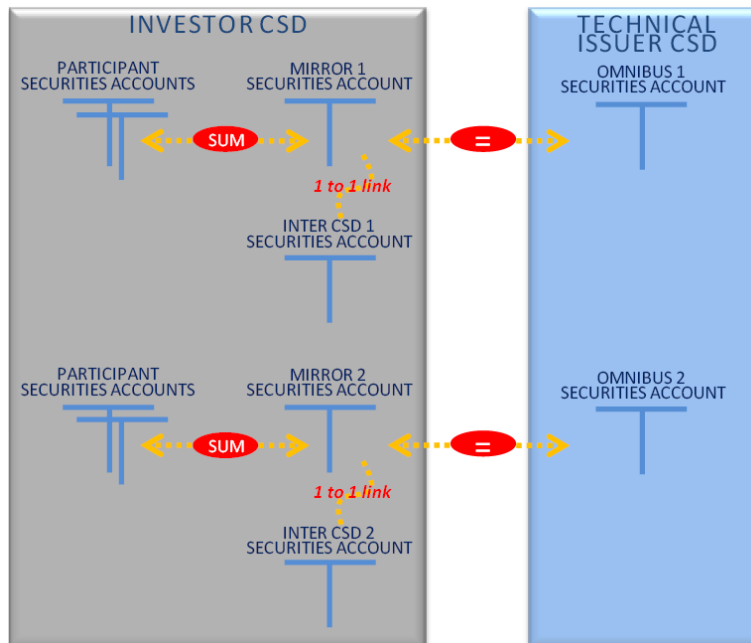 INVESTOR CSD
TECHNICAL
ISSUER CSD
PARTICIPANT
SECURITIES ACCOUNTS
MIRROR 1
SECURITIES ACCOUNT
OMNIBUS 1
SECURITIES ACCOUNT
SUM
=
1 to 1 link
INTER CSD 1
SECURITIES ACCOUNT
PARTICIPANT
SECURITIES ACCOUNTS
MIRROR 2
SECURITIES ACCOUNT
OMNIBUS 2
SECURITIES ACCOUNT
SUM
=
1 to 1 link
INTER CSD 2
SECURITIES ACCOUNT